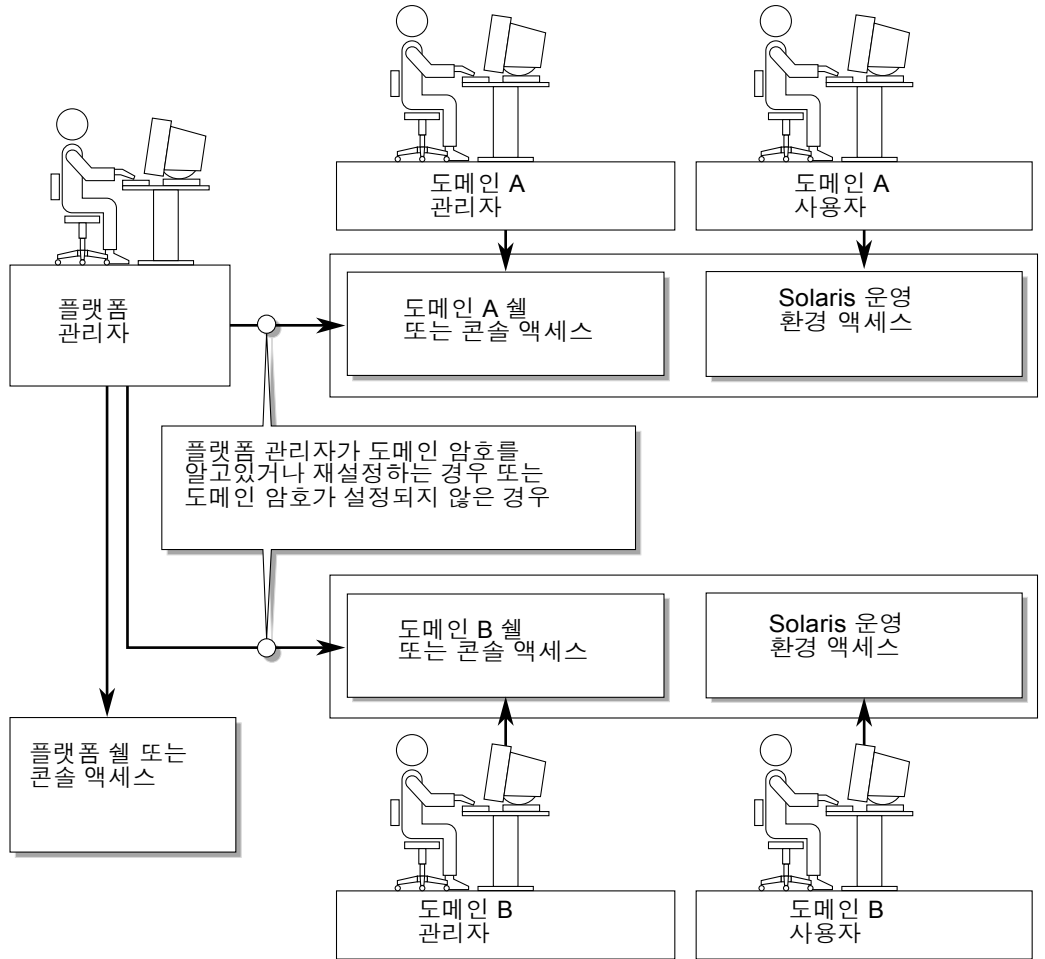 도메인 A
관리자
도메인 A
사용자
플랫폼
관리자
도메인 A 쉘
또는 콘솔 액세스
Solaris 운영
환경 액세스
플랫폼 관리자가 도메인 암호를
알고있거나 재설정하는 경우 또는
도메인 암호가 설정되지 않은 경우
도메인 B 쉘
또는 콘솔 액세스
Solaris 운영
환경 액세스
플랫폼 쉘 또는
콘솔 액세스
도메인 B
관리자
도메인 B
사용자